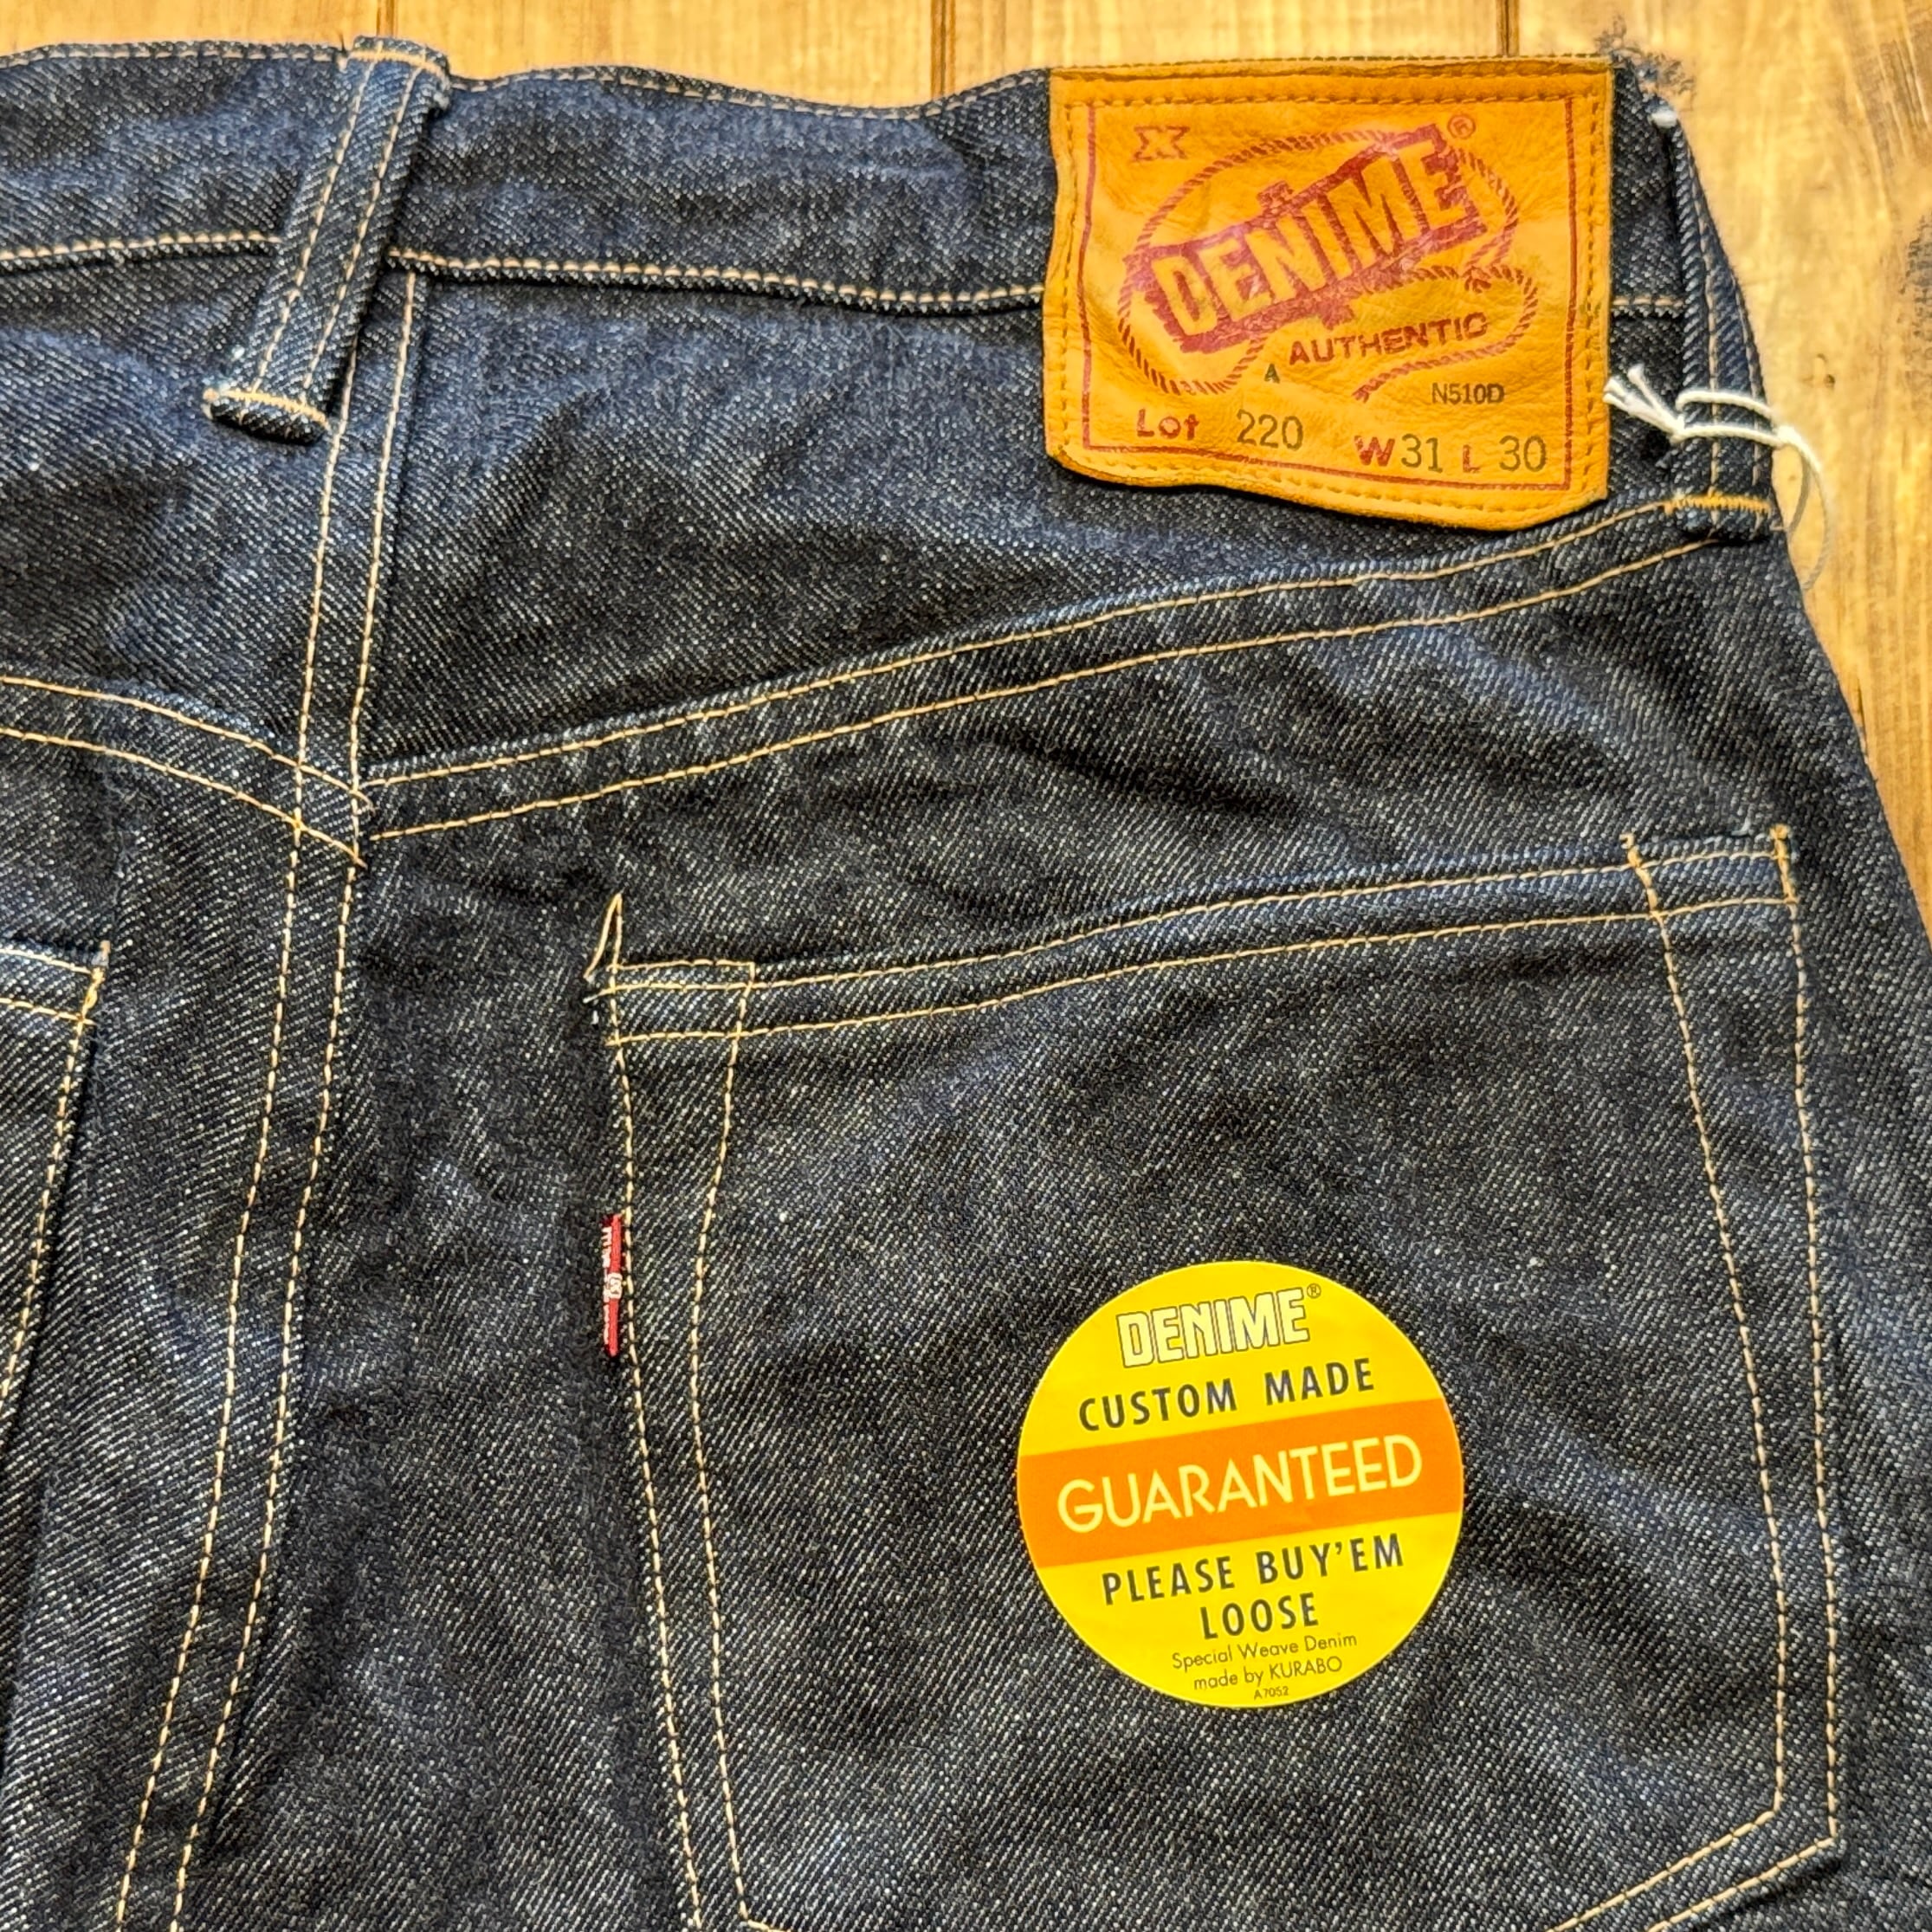 X
DENIME®
AUTHENTIC
A
N510D
Lot 220 W31 L 30
DENIME®
CUSTOM MADE
GUARANTEED
PLEASE BUY'EM
LOOSE
Special Weave Denim
made by KURABO
A7052